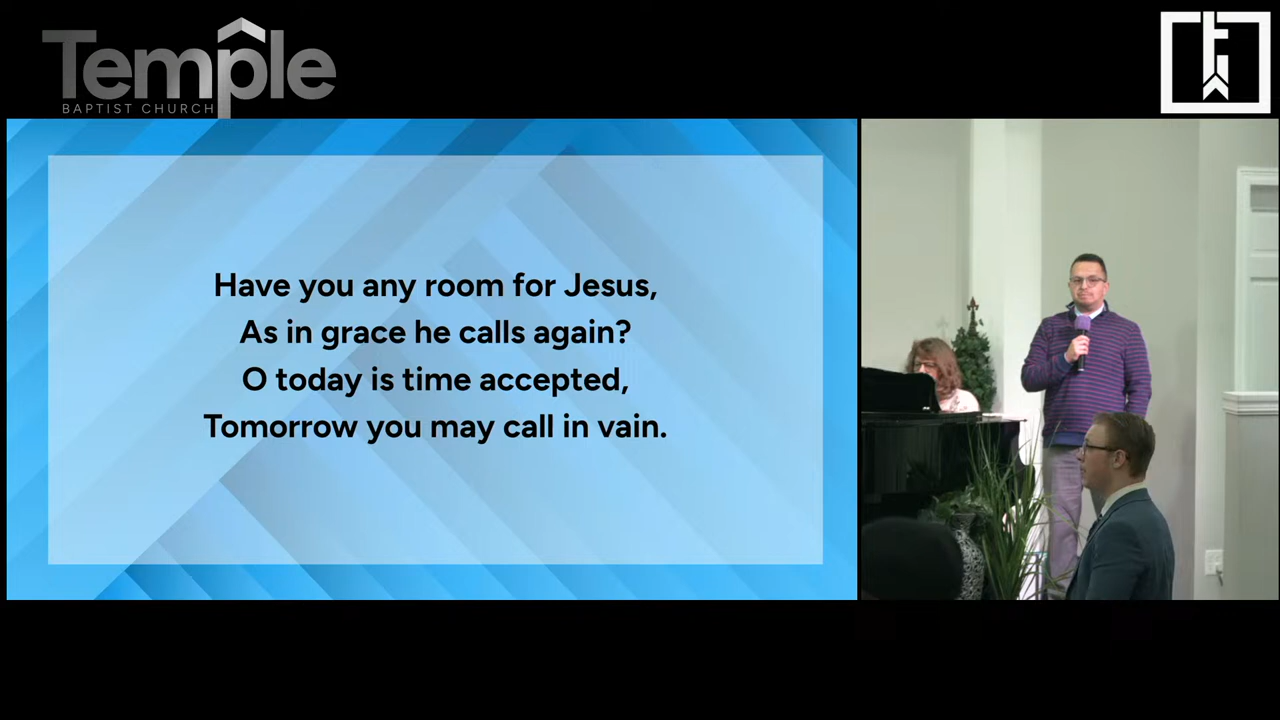 Temple
BAPTIST CHURCH
Have you any room for Jesus,
As in grace he calls again?
O today is time accepted,
Tomorrow you may call in vain.